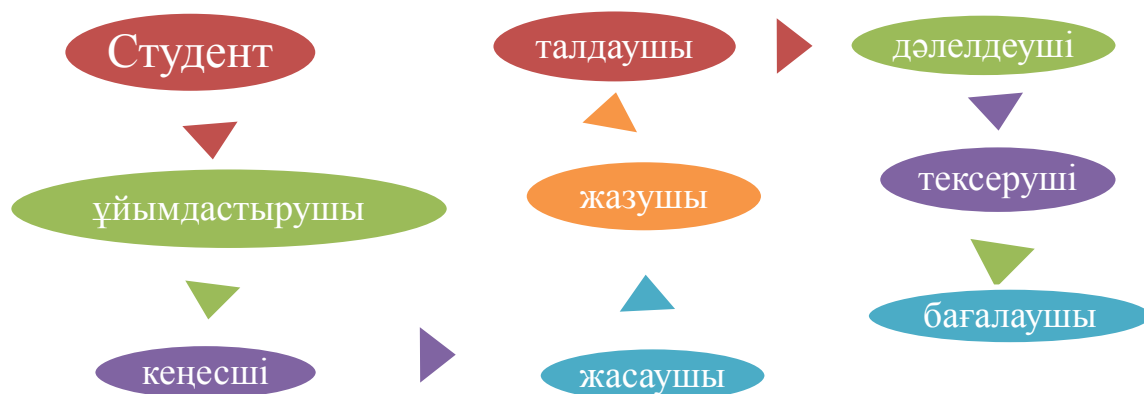 Студент
ұйымдастырушы
кеңесші
жасаушы
жазушы
талдаушы
дәлелдеуші
тексеруші
бағалаушы